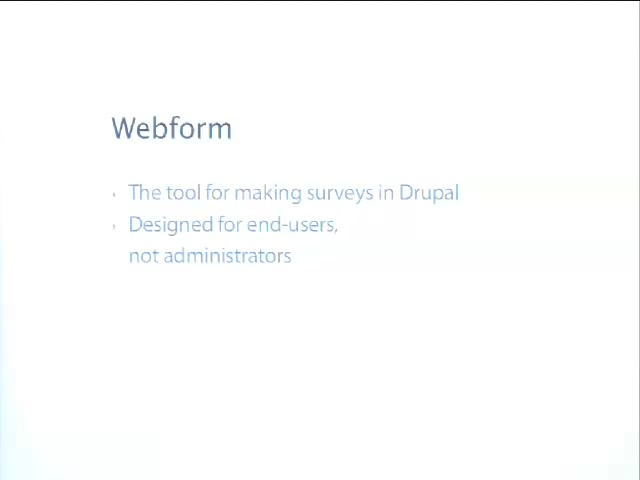 Webform
The tool for making surveys in Drupal
Designed for end-users,
not administrators